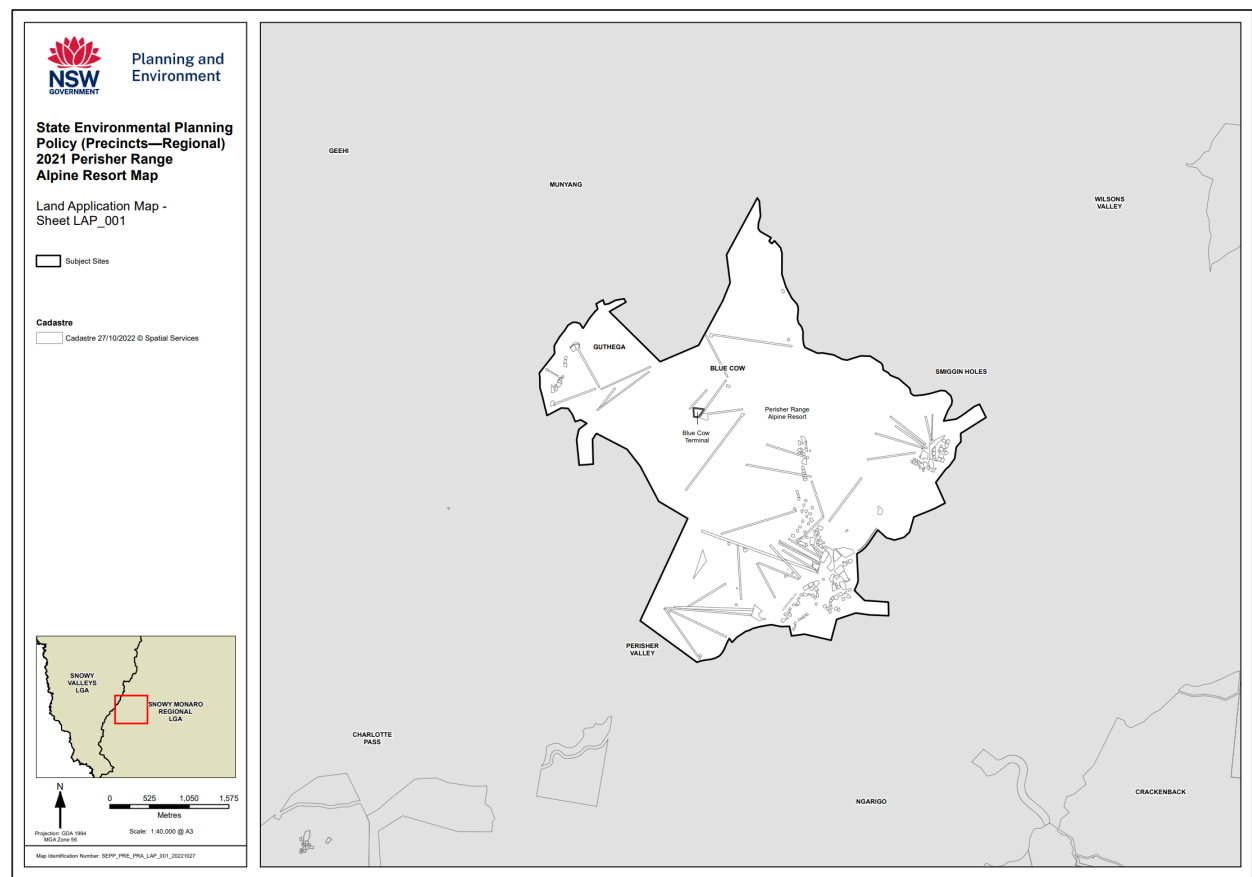 NSW
GOVERNMENT
Planning and
Environment
State Environmental Planning
Policy (Precincts—Regional)
2021 Perisher Range
Alpine Resort Map
Land Application Map -
Sheet LAP_001
Subject Sites
Cadastre
Cadastre 27/10/2022 © Spatial Services
SNOWY
VALLEYS
LGA
SNOWY MONARO
REGIONAL
LGA
N
0 525 1,050 1,575
Metres
Projection: GDA 1994
MGA Zone 56
Scale: 1:40,000 @ A3
Map Identification Number: SEPP_PRE_PRA_LAP_001_20221027
GEEHI
MUNYANG
WILSONS
VALLEY
GUTHEGA
BLUE COW
SMIGGIN HOLES
Perisher Range
Alpine Resort
Blue Cow
Terminal
PERISHER
VALLEY
CHARLOTTE
PASS
NGARIGO
CRACKENBACK